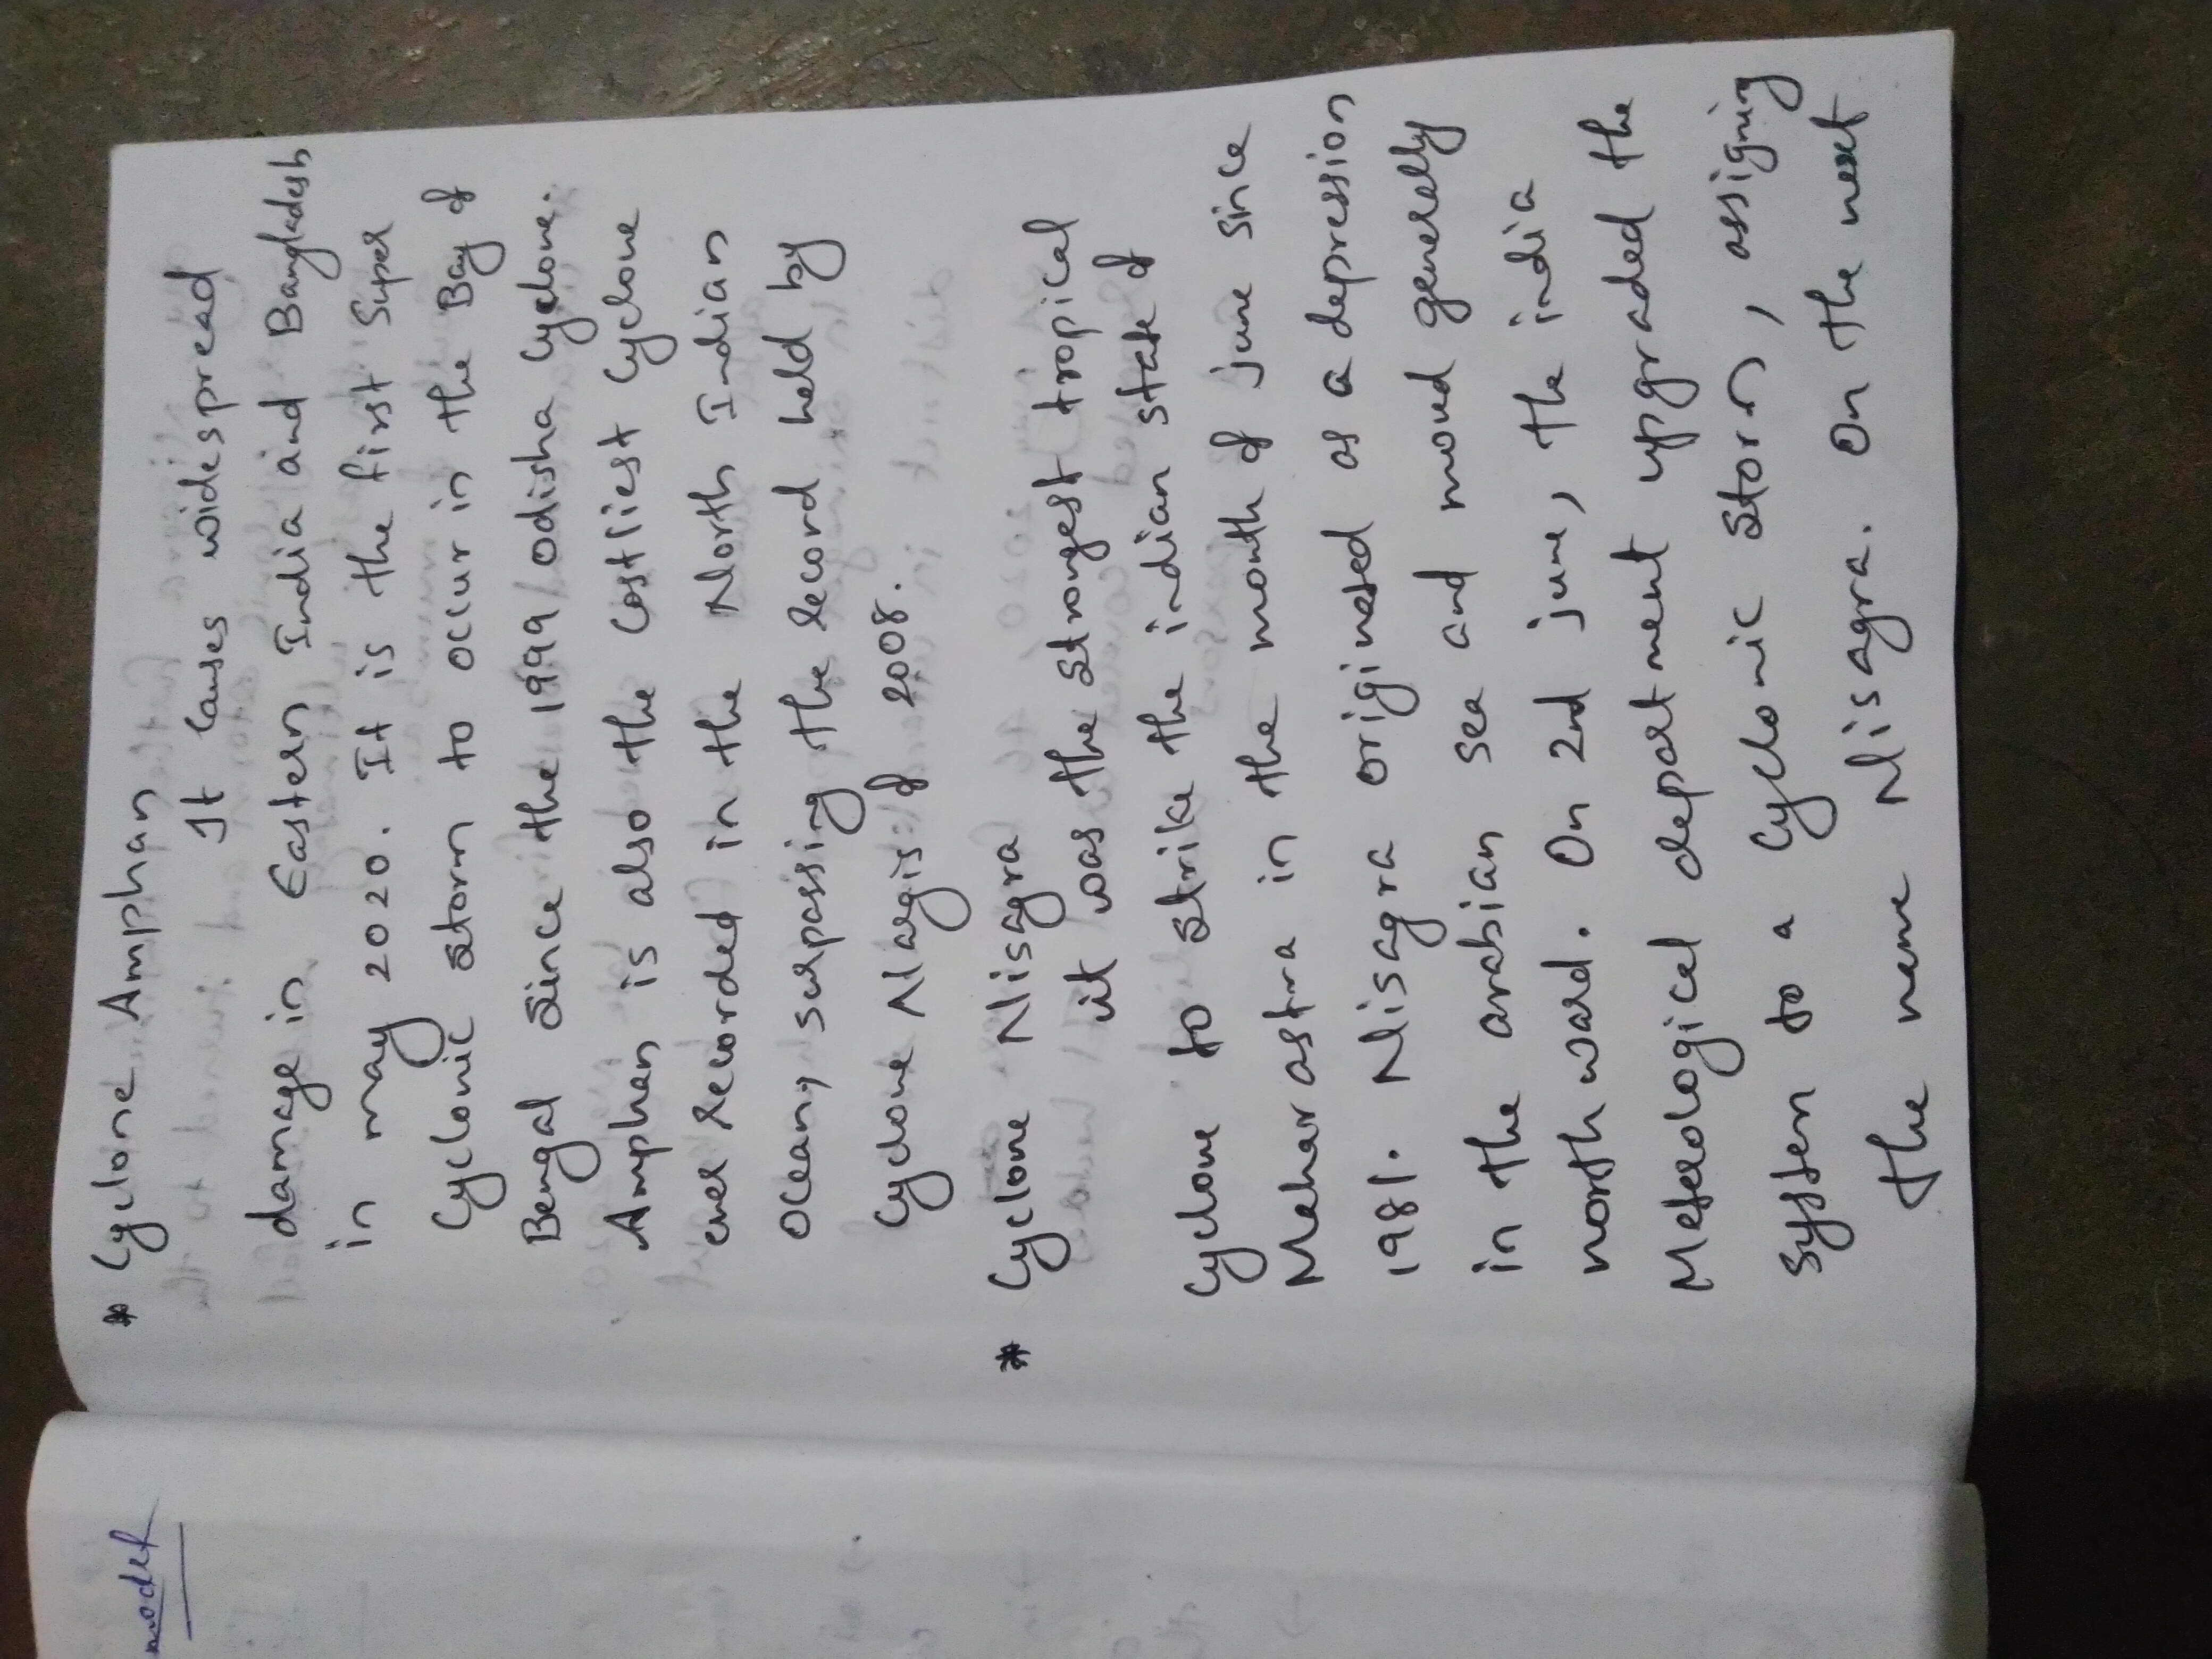 model
* Cyclone Amphan
It causes widespread
damage in Eastern India and Bangladesh
in may 2020. It is the first Super
Cyclonic storm to occur in the Bay of
Bengal Since the 1999 Odisha Cyclone.
Amphan is also the Costliest Cyclone
ever recorded in the North Indian
Ocean, surpassing the record held by
Cyclone Nargis of 2008.
* Cyclone Nisagra
it was the strongest tropical
Cyclone to strike the indian state of
Maharastra in the month of june since
1981. Nisagra originated as a depression
in the arabian sea and moved generally
north ward. On 2nd june, the india
Meterological department upgraded the
system to a Cyclonic storm, assigning
the name Nisagra. On the next